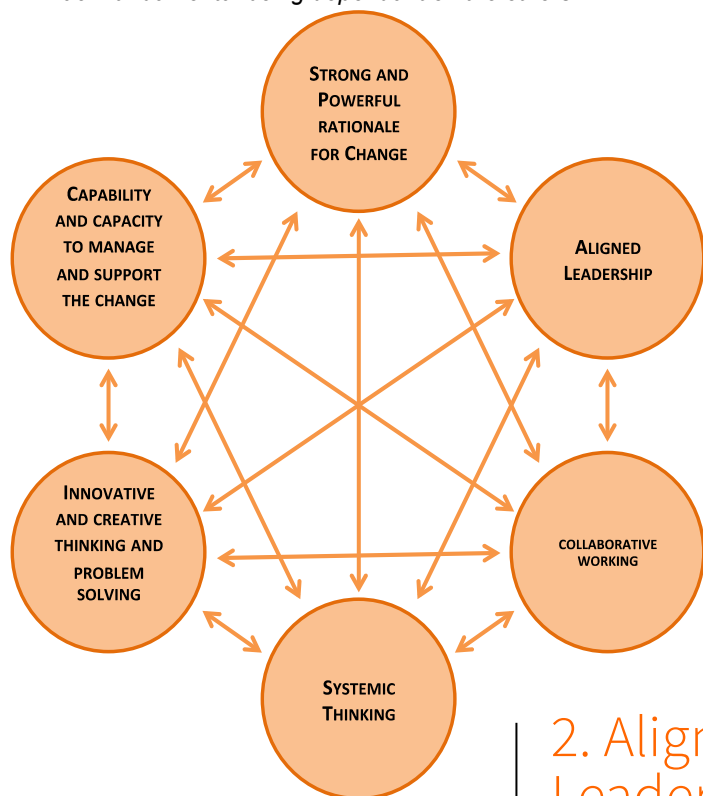 STRONG AND
POWERFUL
RATIONALE
FOR CHANGE
CAPABILITY
AND CAPACITY
TO MANAGE
AND SUPPORT
THE CHANGE
ALIGNED
LEADERSHIP
INNOVATIVE
AND CREATIVE
THINKING AND
PROBLEM
SOLVING
COLLABORATIVE
WORKING
SYSTEMIC
THINKING
2.